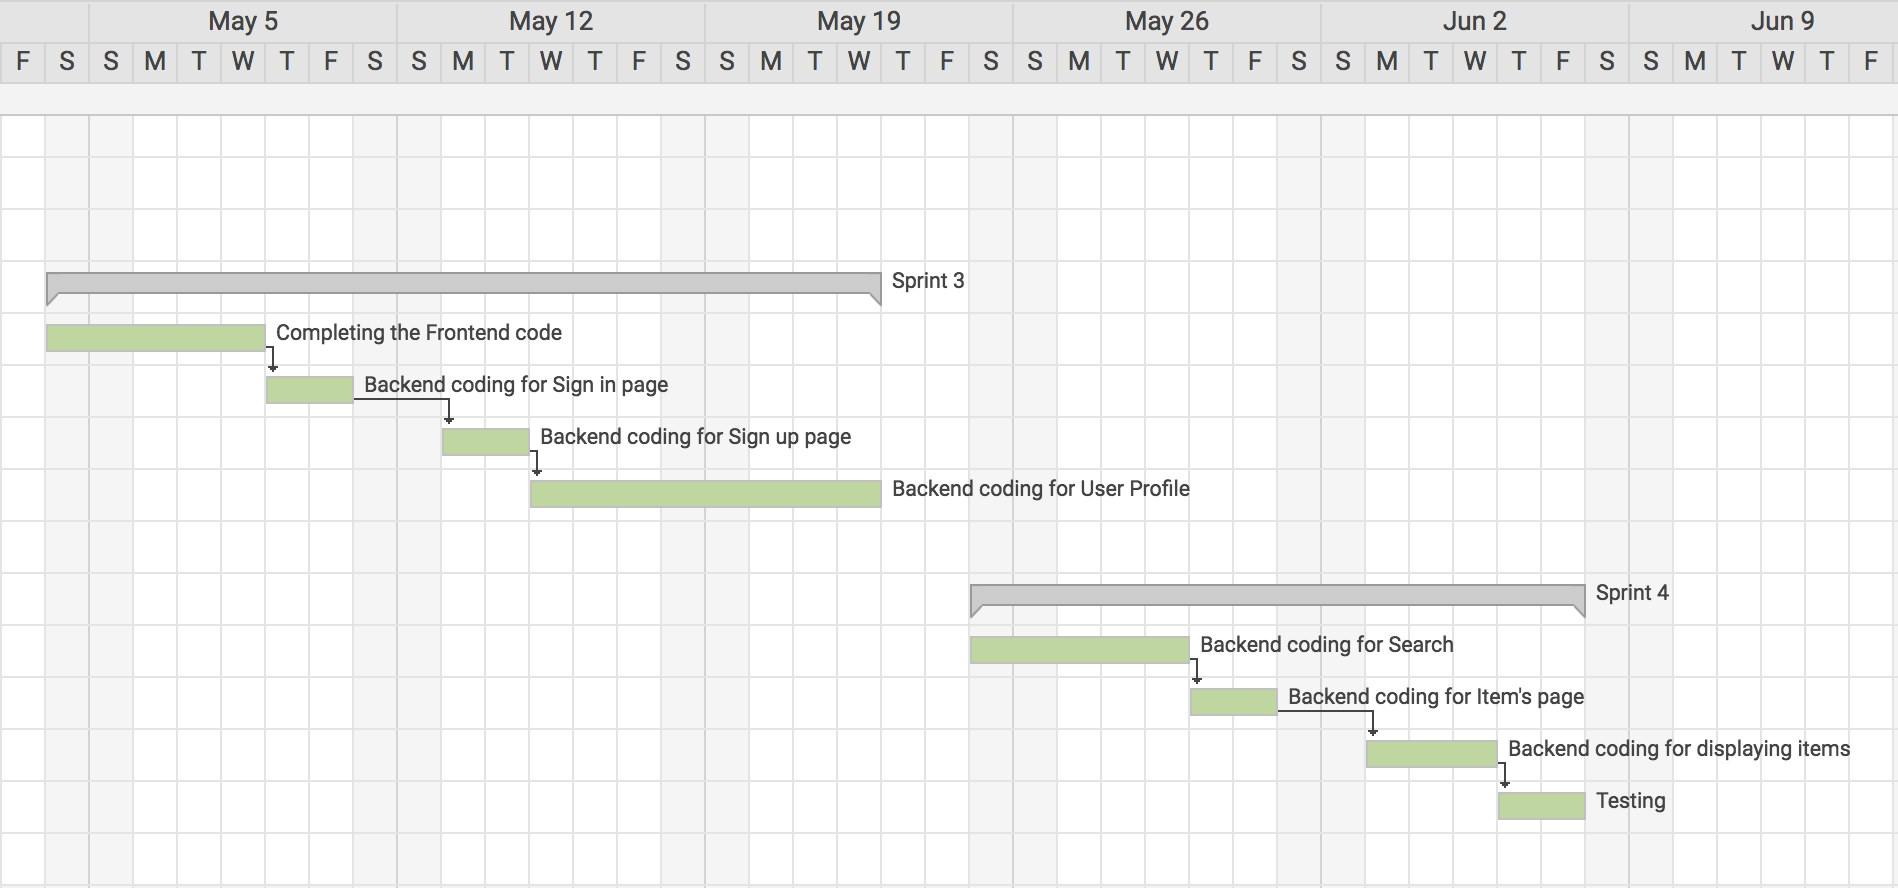 May 5 May 12 May 19 May 26 Jun 2 Jun 9
F S S M T W T F S S M T W T F S S M T W T F S S M T W T F S S M T W T F S S M T W T F
Sprint 3
Completing the Frontend code
Backend coding for Sign in page
Backend coding for Sign up page
Backend coding for User Profile
Sprint 4
Backend coding for Search
Backend coding for Item's page
Backend coding for displaying items
Testing